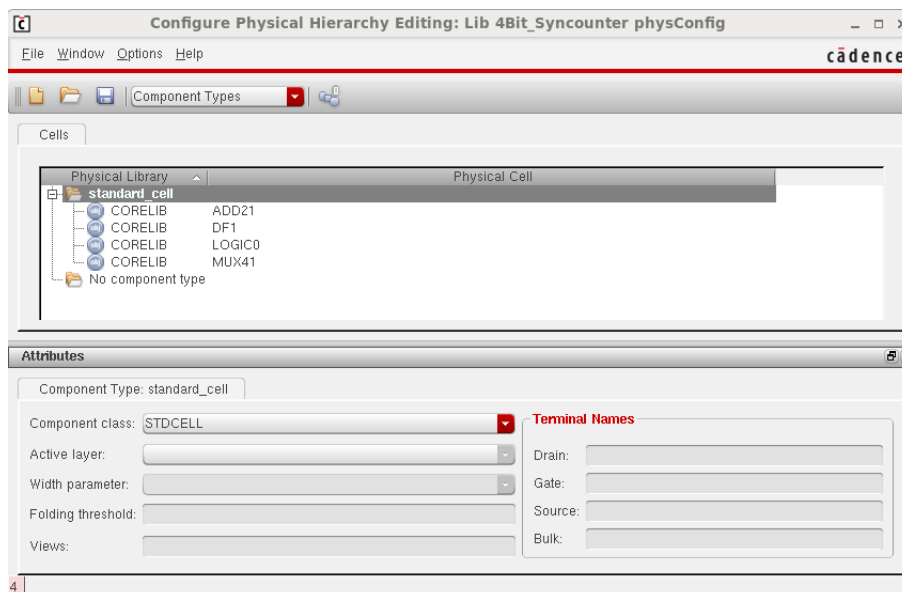 Configure Physical Hierarchy Editing: Lib 4Bit_Syncounter physConfig
File Window Options Help
cādence
Component Types
Cells
Physical Library Physical Cell
standard_cell
CORELIB ADD21
CORELIB DF1
CORELIB LOGIC0
CORELIB MUX41
No component type
Attributes
Component Type: standard_cell
Component class: STDCELL
Active layer:
Width parameter:
Folding threshold:
Views:
Terminal Names
Drain:
Gate:
Source:
Bulk:
4